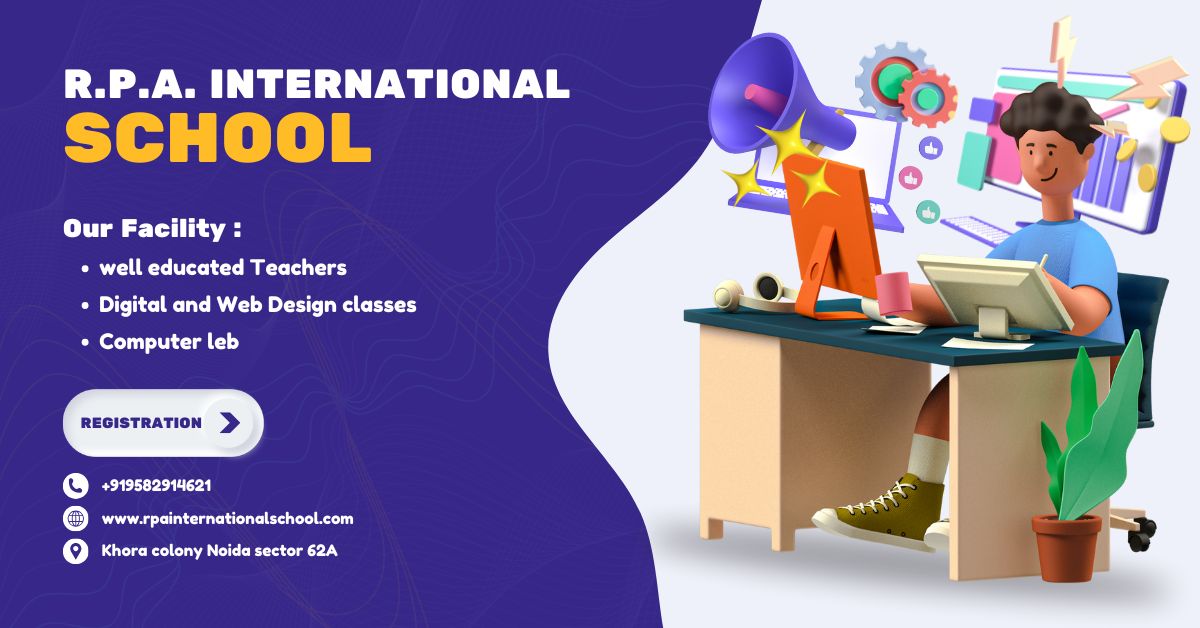 R.P.A. INTERNATIONAL
SCHOOL
Our Facility :
• well educated Teachers
• Digital and Web Design classes
• Computer leb
REGISTRATION
+919582914621
www.rpainternationalschool.com
Khora colony Noida sector 62A